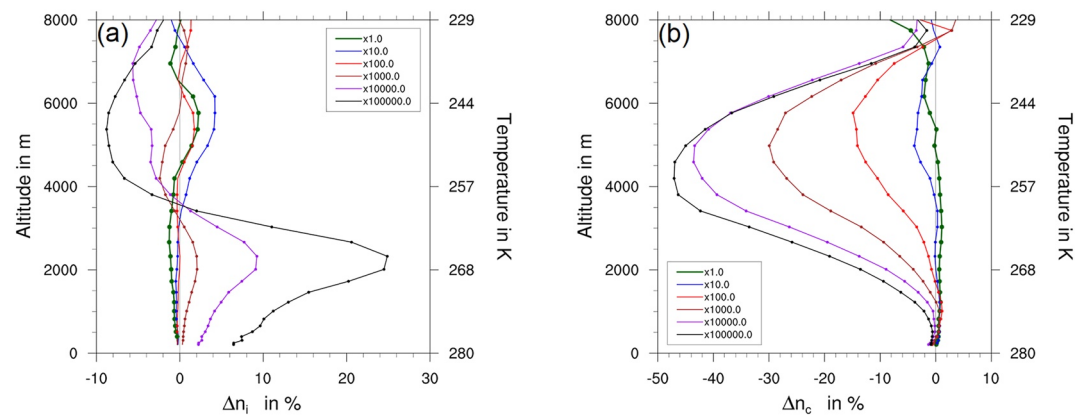 (a)
8000
6000
4000
2000
0
Altitude in m
229
244
257
268
280
Temperature in K
x1.0
x10.0
x100.0
x1000.0
x10000.0
x100000.0
-10
0
10
20
30
Δnᵢ in %
(b)
8000
6000
4000
2000
0
Altitude in m
229
244
257
268
280
Temperature in K
x1.0
x10.0
x100.0
x1000.0
x10000.0
x100000.0
-50
-40
-30
-20
-10
0
10
Δn꜀ in %